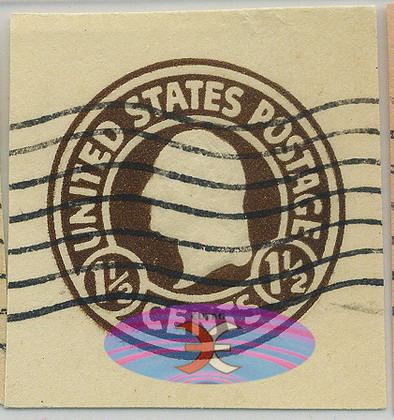 UNITED STATES POSTAGE
1½ 1½
CENTS